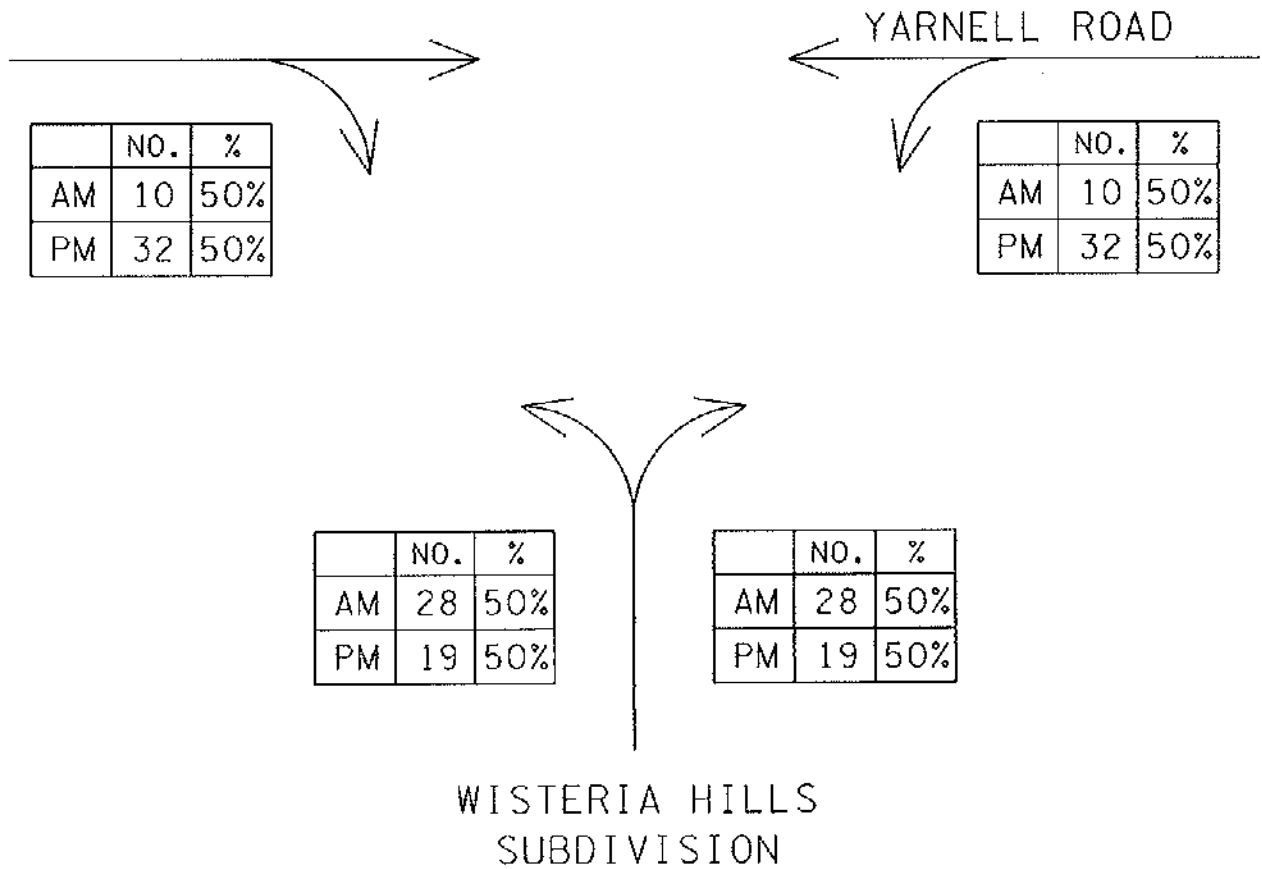 YARNELL ROAD
NO. %
AM 10 50%
PM 32 50%
NO. %
AM 10 50%
PM 32 50%
NO. %
AM 28 50%
PM 19 50%
NO. %
AM 28 50%
PM 19 50%
WISTERIA HILLS
SUBDIVISION